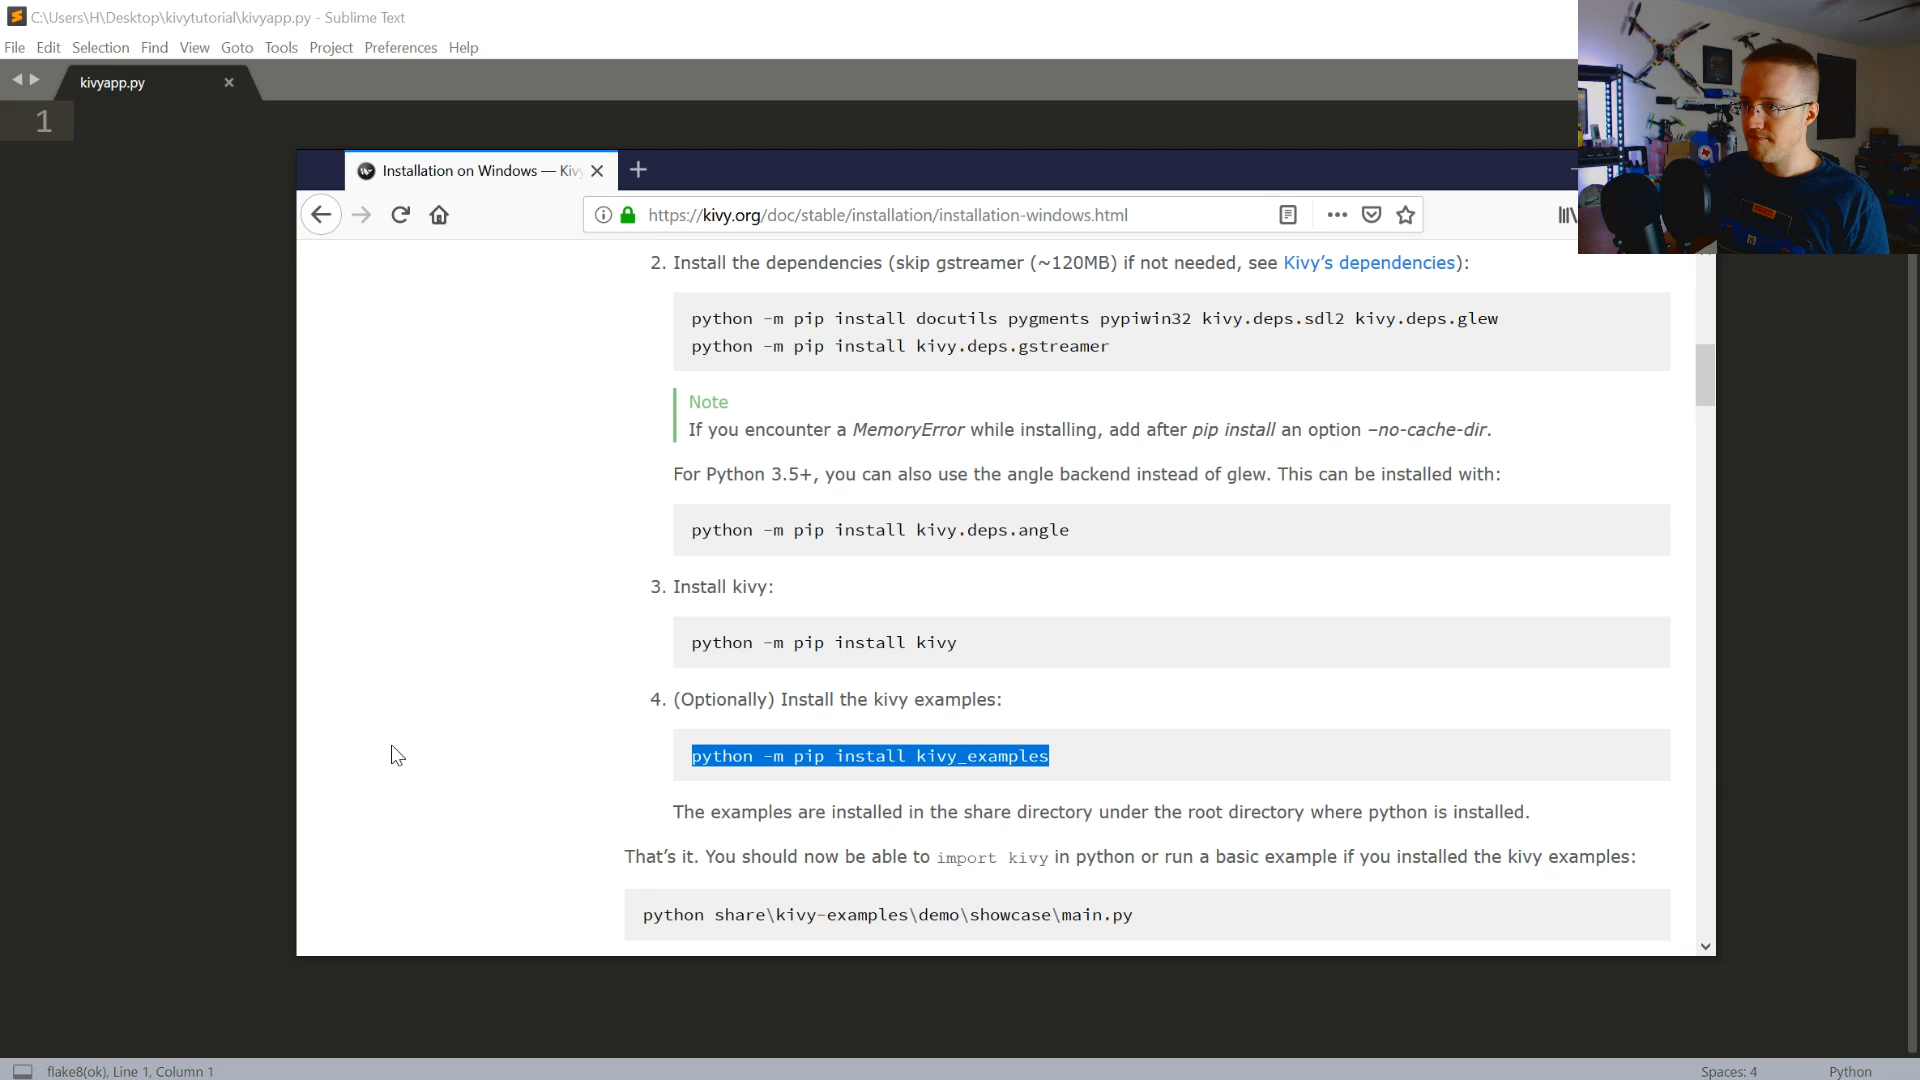 C:\Users\H\Desktop\kivytutorial\kivyapp.py - Sublime Text
File Edit Selection Find View Goto Tools Project Preferences Help
kivyapp.py
1
Installation on Windows — Kivy
https://kivy.org/doc/stable/installation/installation-windows.html
2. Install the dependencies (skip gstreamer (~120MB) if not needed, see Kivy's dependencies):
python -m pip install docutils pygments pypiwin32 kivy.deps.sdl2 kivy.deps.glew
python -m pip install kivy.deps.gstreamer
Note
If you encounter a MemoryError while installing, add after pip install an option –no-cache-dir.
For Python 3.5+, you can also use the angle backend instead of glew. This can be installed with:
python -m pip install kivy.deps.angle
3. Install kivy:
python -m pip install kivy
4. (Optionally) Install the kivy examples:
python -m pip install kivy_examples
The examples are installed in the share directory under the root directory where python is installed.
That's it. You should now be able to import kivy in python or run a basic example if you installed the kivy examples:
python share\kivy-examples\demo\showcase\main.py
flake8(ok), Line 1, Column 1
Spaces: 4
Python